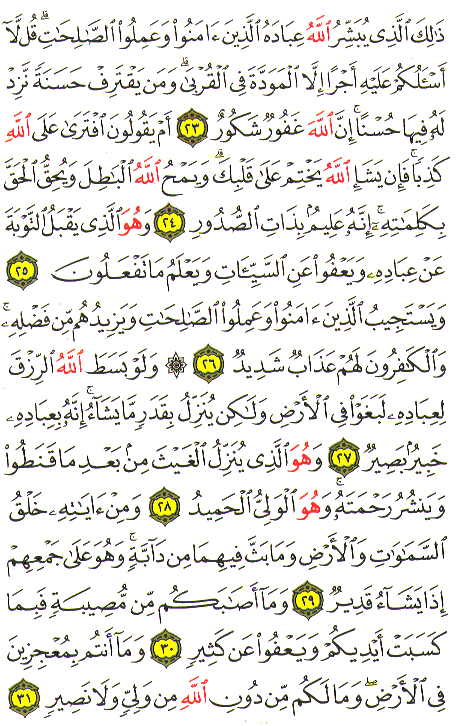 ذَٰلِكَ ٱلَّذِى يُبَشِّرُ ٱللَّهُ عِبَادَهُ ٱلَّذِينَ ءَامَنُوا۟ وَعَمِلُوا۟ ٱلصَّـٰلِحَـٰتِ ۗ قُل لَّآ
أَسْـَٔلُكُمْ عَلَيْهِ أَجْرًا إِلَّا ٱلْمَوَدَّةَ فِى ٱلْقُرْبَىٰ ۗ وَمَن يَقْتَرِفْ حَسَنَةً نَّزِدْ
لَهُۥ فِيهَا حُسْنًا ۚ إِنَّ ٱللَّهَ غَفُورٌ شَكُورٌ ٢٣ أَمْ يَقُولُونَ ٱفْتَرَىٰ عَلَى ٱللَّهِ
كَذِبًا ۖ فَإِن يَشَإِ ٱللَّهُ يَخْتِمْ عَلَىٰ قَلْبِكَ ۗ وَيَمْحُ ٱللَّهُ ٱلْبَـٰطِلَ وَيُحِقُّ ٱلْحَقَّ
بِكَلِمَـٰتِهِۦٓ ۚ إِنَّهُۥ عَلِيمٌۢ بِذَاتِ ٱلصُّدُورِ ٢٤ وَهُوَ ٱلَّذِى يَقْبَلُ ٱلتَّوْبَةَ
عَنْ عِبَادِهِۦ وَيَعْفُوا۟ عَنِ ٱلسَّيِّـَٔاتِ وَيَعْلَمُ مَا تَفْعَلُونَ ٢٥
وَيَسْتَجِيبُ ٱلَّذِينَ ءَامَنُوا۟ وَعَمِلُوا۟ ٱلصَّـٰلِحَـٰتِ وَيَزِيدُهُم مِّن فَضْلِهِۦ ۚ
وَٱلْكَـٰفِرُونَ لَهُمْ عَذَابٌ شَدِيدٌ ٢٦ ۞ وَلَوْ بَسَطَ ٱللَّهُ ٱلرِّزْقَ
لِعِبَادِهِۦ لَبَغَوْا۟ فِى ٱلْأَرْضِ وَلَـٰكِن يُنَزِّلُ بِقَدَرٍ مَّا يَشَآءُ ۚ إِنَّهُۥ بِعِبَادِهِۦ
خَبِيرٌۢ بَصِيرٌ ٢٧ وَهُوَ ٱلَّذِى يُنَزِّلُ ٱلْغَيْثَ مِنۢ بَعْدِ مَا قَنَطُوا۟
وَيَنشُرُ رَحْمَتَهُۥ ۚ وَهُوَ ٱلْوَلِىُّ ٱلْحَمِيدُ ٢٨ وَمِنْ ءَايَـٰتِهِۦ خَلْقُ
ٱلسَّمَـٰوَٰتِ وَٱلْأَرْضِ وَمَا بَثَّ فِيهِمَا مِن دَآبَّةٍ ۚ وَهُوَ عَلَىٰ جَمْعِهِمْ
إِذَا يَشَآءُ قَدِيرٌ ٢٩ وَمَآ أَصَـٰبَكُم مِّن مُّصِيبَةٍ فَبِمَا
كَسَبَتْ أَيْدِيكُمْ وَيَعْفُوا۟ عَن كَثِيرٍ ٣٠ وَمَآ أَنتُم بِمُعْجِزِينَ
فِى ٱلْأَرْضِ ۖ وَمَا لَكُم مِّن دُونِ ٱللَّهِ مِن وَلِىٍّ وَلَا نَصِيرٍ ٣١